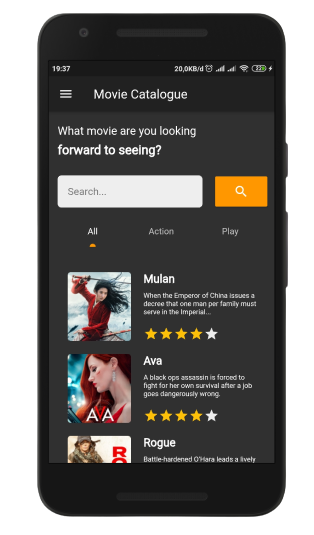 19:37
20,0KB/d
Movie Catalogue
What movie are you looking
forward to seeing?
Search...
All Action Play
Mulan
When the Emperor of China issues a
decree that one man per family must
serve in the Imperial...
AVA
Ava
A black ops assassin is forced to
fight for her own survival after a job
goes dangerously wrong.
Rogue
Battle-hardened O'Hara leads a lively